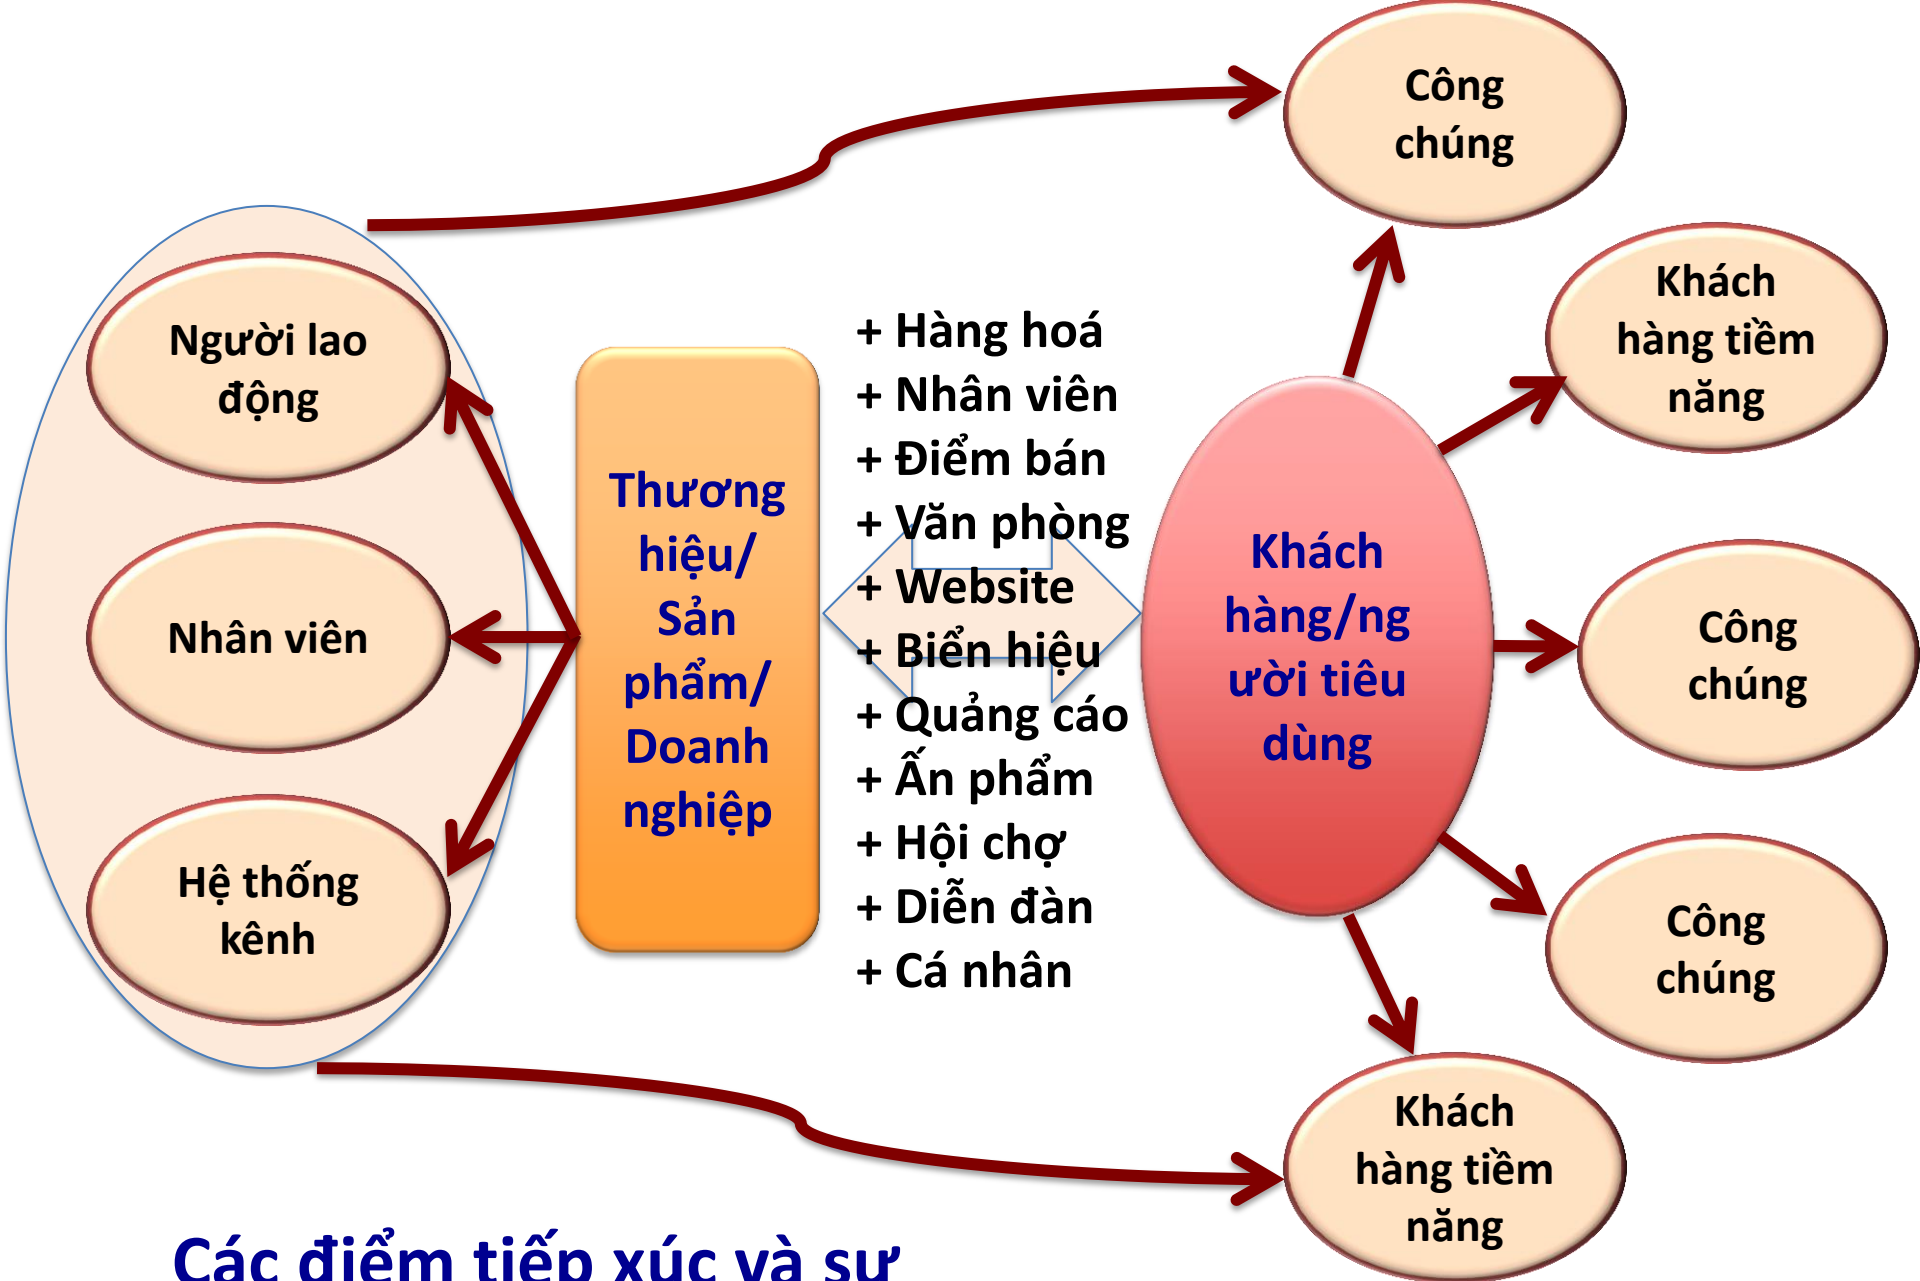 Công
chúng
Khách
hàng tiềm
năng
Người lao
động
Nhân viên
Hệ thống
kênh
Thương
hiệu/
Sản
phẩm/
Doanh
nghiệp
+ Hàng hoá
+ Nhân viên
+ Điểm bán
+ Văn phòng
+ Website
+ Biển hiệu
+ Quảng cáo
+ Ấn phẩm
+ Hội chợ
+ Diễn đàn
+ Cá nhân
Khách
hàng/ng
ười tiêu
dùng
Công
chúng
Công
chúng
Khách
hàng tiềm
năng
Các điểm tiếp xúc và sự